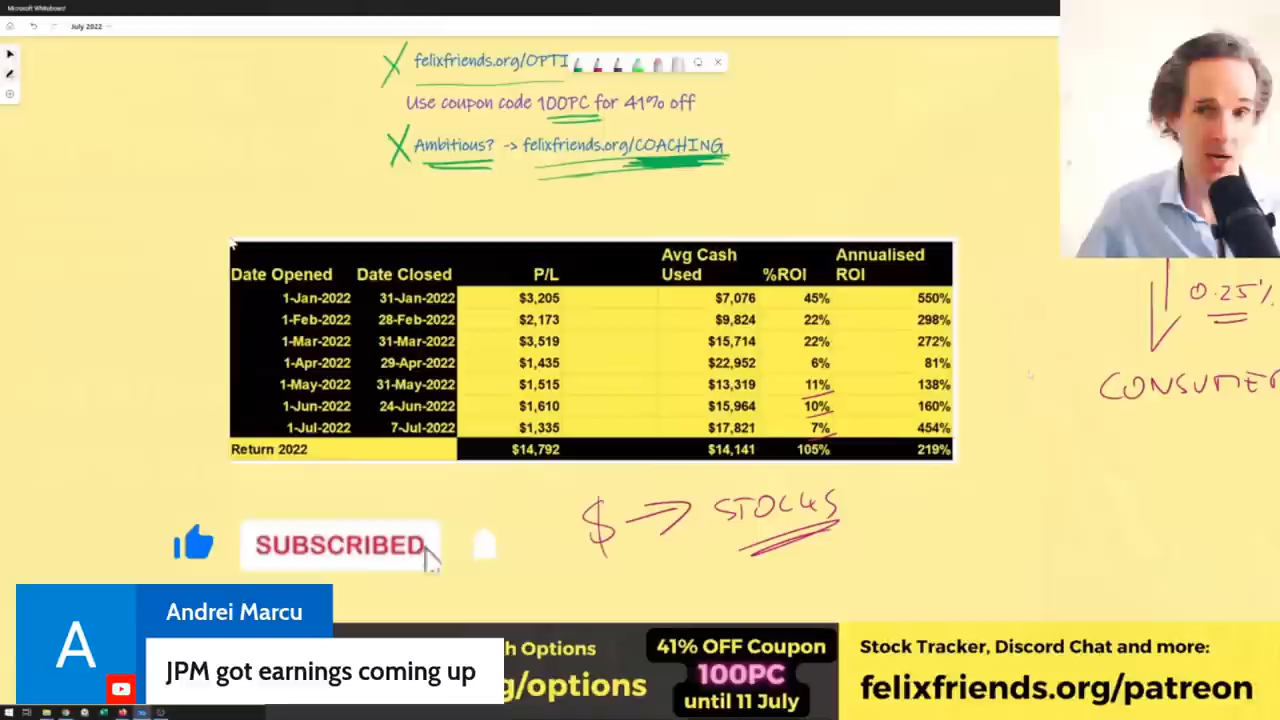 Microsoft Whiteboard
July 2022
felixfriends.org/OPTI
Use coupon code 100PC for 41% off
Ambitious? -> felixfriends.org/COACHING
Date Opened Date Closed P/L Avg Cash Used %ROI Annualised ROI
1-Jan-2022 31-Jan-2022 $3,205 $7,076 45% 550%
1-Feb-2022 28-Feb-2022 $2,173 $9,824 22% 298%
1-Mar-2022 31-Mar-2022 $3,519 $15,714 22% 272%
1-Apr-2022 29-Apr-2022 $1,435 $22,952 6% 81%
1-May-2022 31-May-2022 $1,515 $13,319 11% 138%
1-Jun-2022 24-Jun-2022 $1,610 $15,964 10% 160%
1-Jul-2022 7-Jul-2022 $1,335 $17,821 7% 454%
Return 2022 $14,792 $14,141 105% 219%
0.25%
CONSUMER
$ → STOCKS
SUBSCRIBED
A
Andrei Marcu
JPM got earnings coming up
h Options
g/options
41% OFF Coupon
100PC
until 11 July
Stock Tracker, Discord Chat and more:
felixfriends.org/patreon